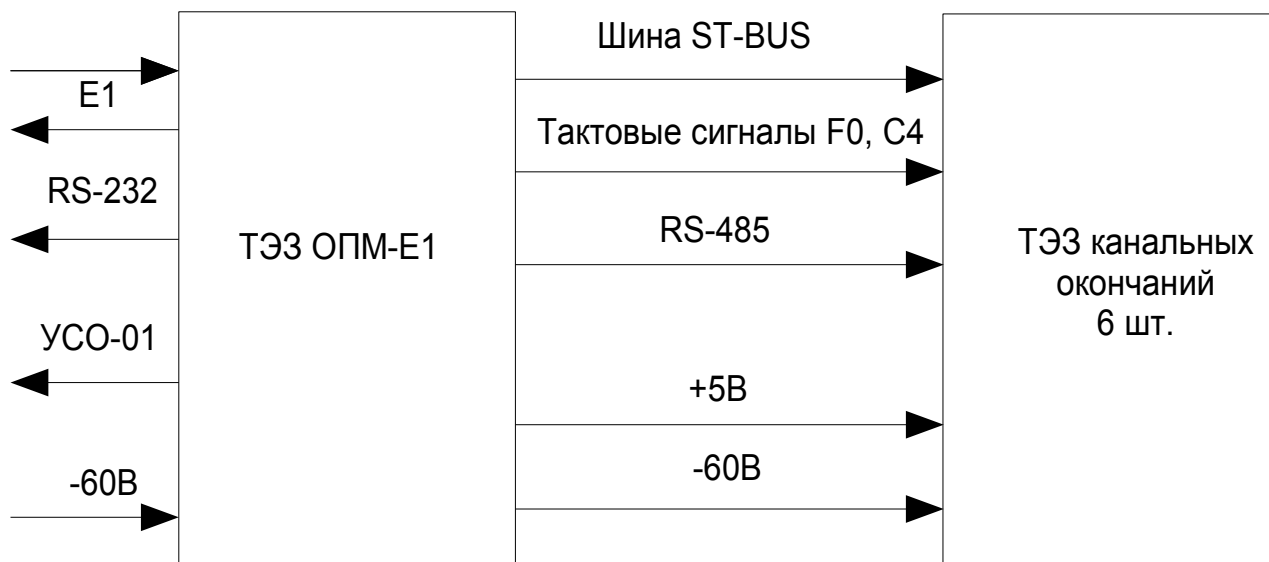 Шина ST-BUS
E1
Тактовые сигналы F0, C4
RS-232
RS-485
ТЭЗ ОПМ-E1
ТЭЗ канальных
окончаний
6 шт.
УСО-01
+5В
-60В
-60В